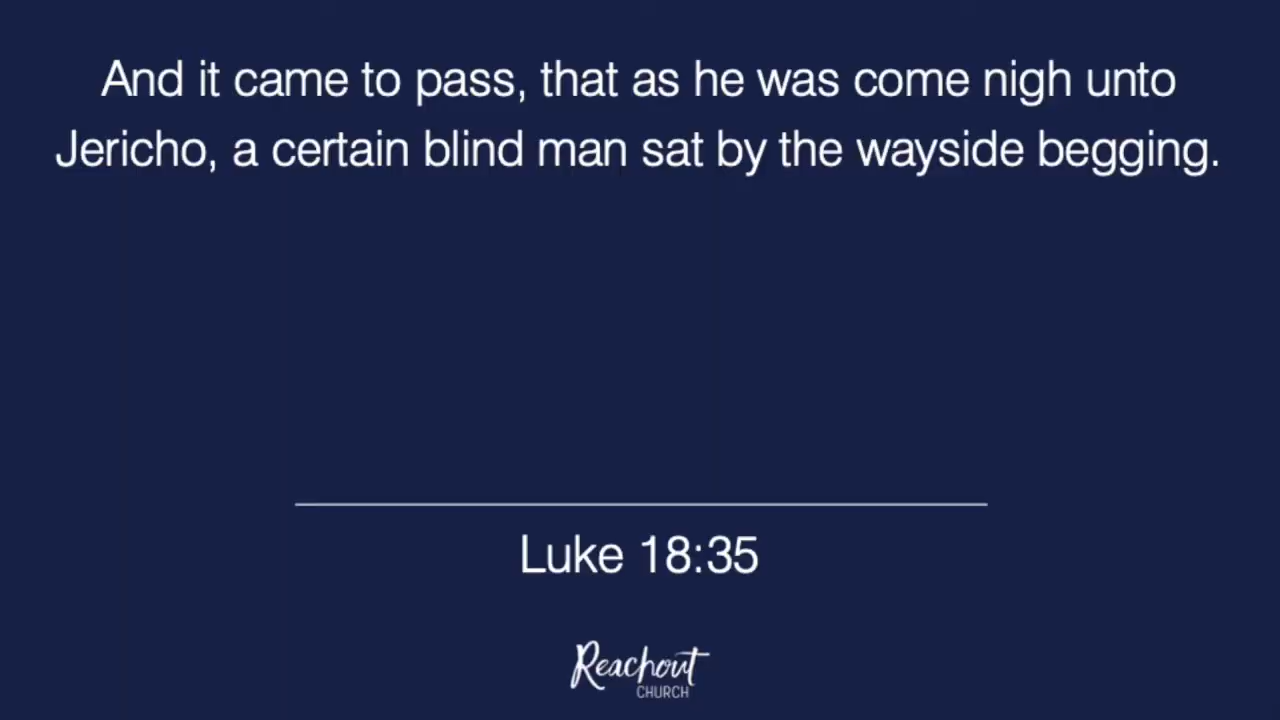 And it came to pass, that as he was come nigh unto
Jericho, a certain blind man sat by the wayside begging.
Luke 18:35
Reachout
CHURCH